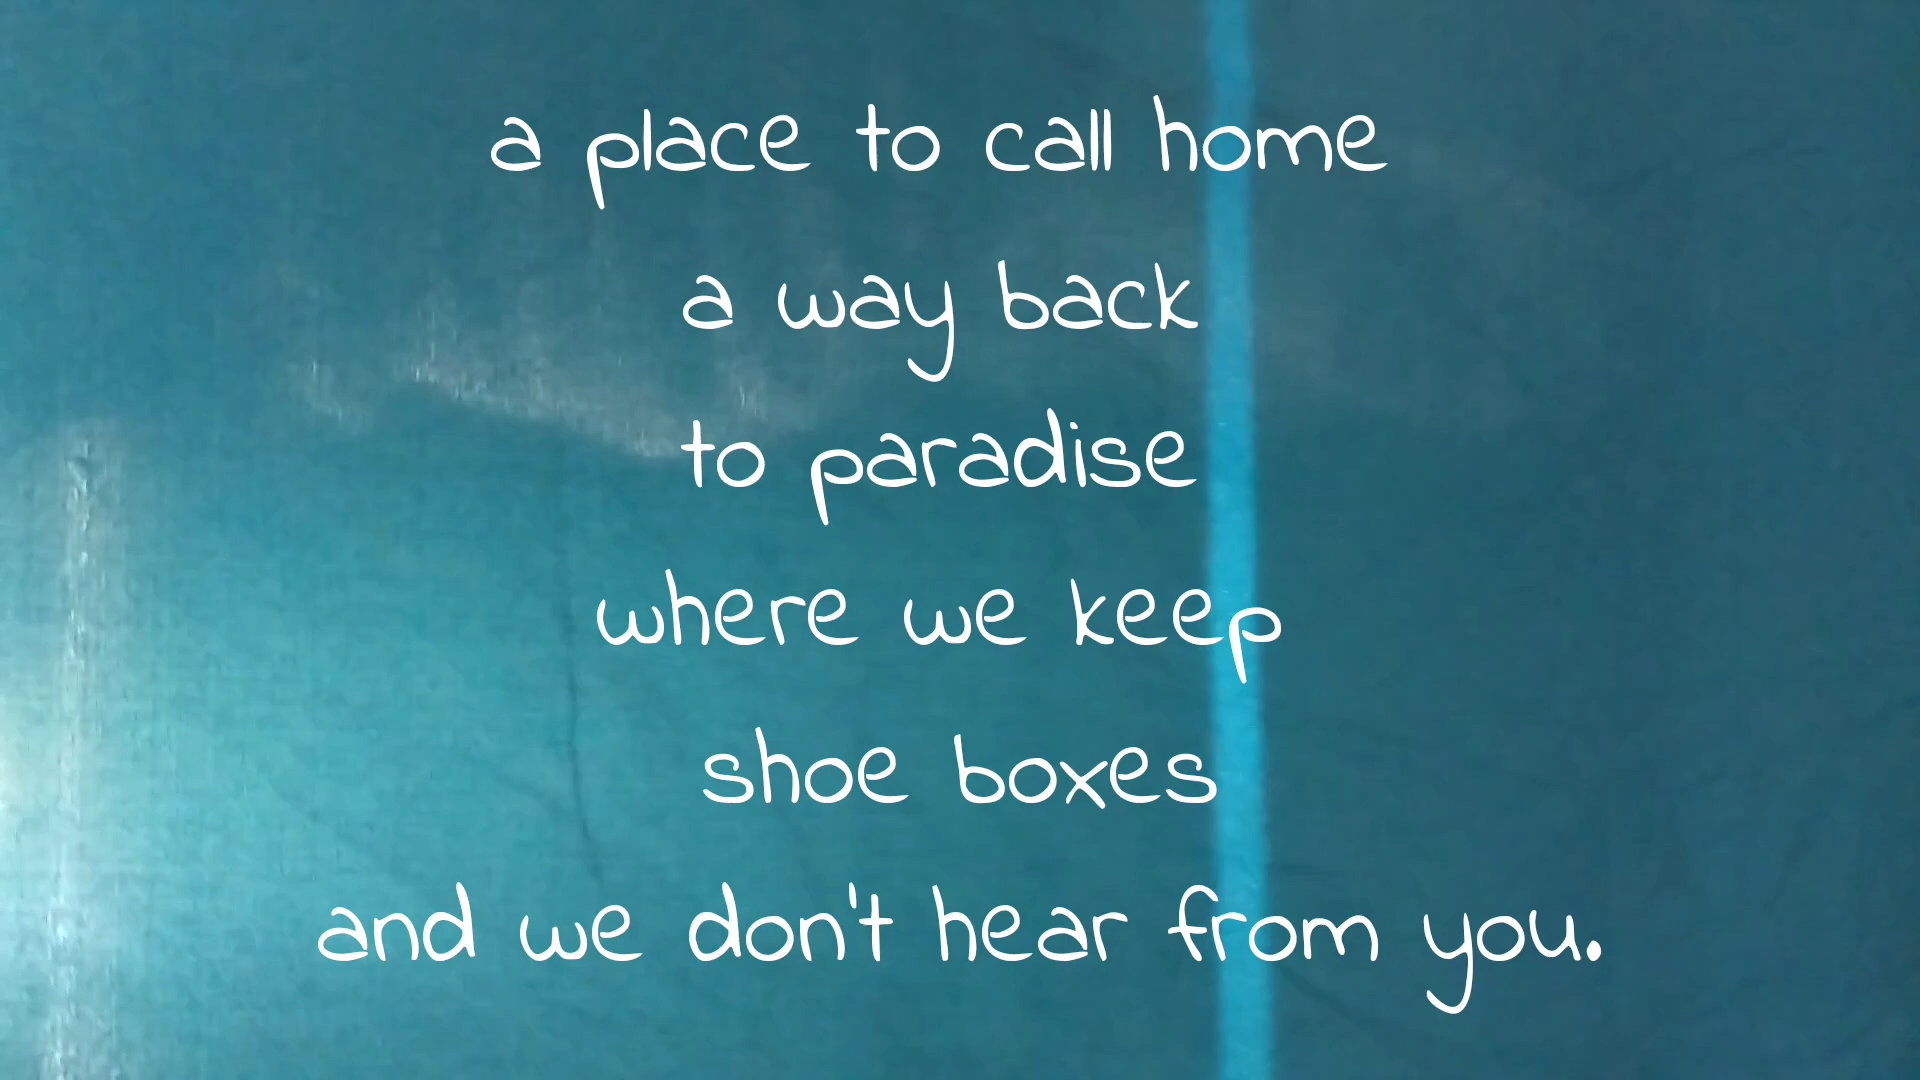 a place to call home
a way back
to paradise
where we keep
shoe boxes
and we don't hear from you.